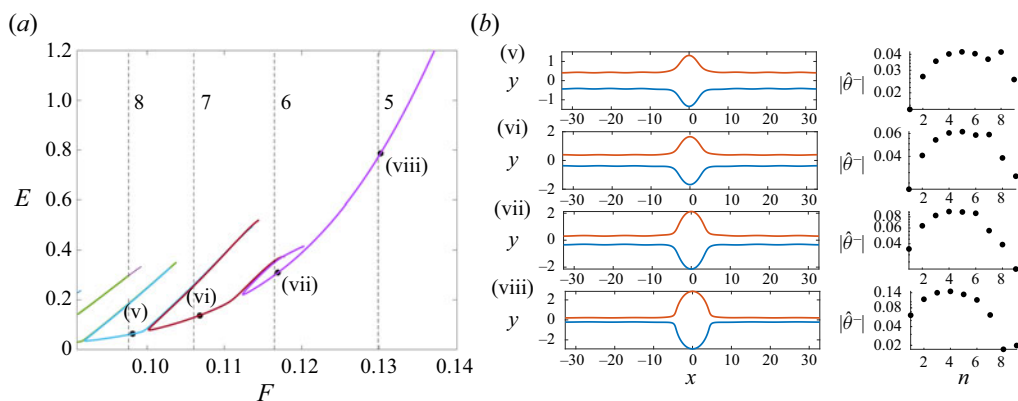 (a)
1.2
1.0
0.8
E
0.6
0.4
0.2
0
8
7
6
5
(v)
(vi)
(vii)
(viii)
0.10
0.11
0.12
0.13
0.14
F
(b)
(v)
y
1
0
−1
−30 −20 −10 0 10 20 30
|θ̂⁻|
0.04
0.03
0.02
2 4 6 8
(vi)
y
2
0
−2
−30 −20 −10 0 10 20 30
|θ̂⁻|
0.06
0.04
2 4 6 8
(vii)
y
2
0
−2
−30 −20 −10 0 10 20 30
|θ̂⁻|
0.08
0.06
0.04
2 4 6 8
(viii)
y
2
0
−2
−30 −20 −10 0 10 20 30
x
|θ̂⁻|
0.14
0.08
0.04
0.02
2 4 6 8
n